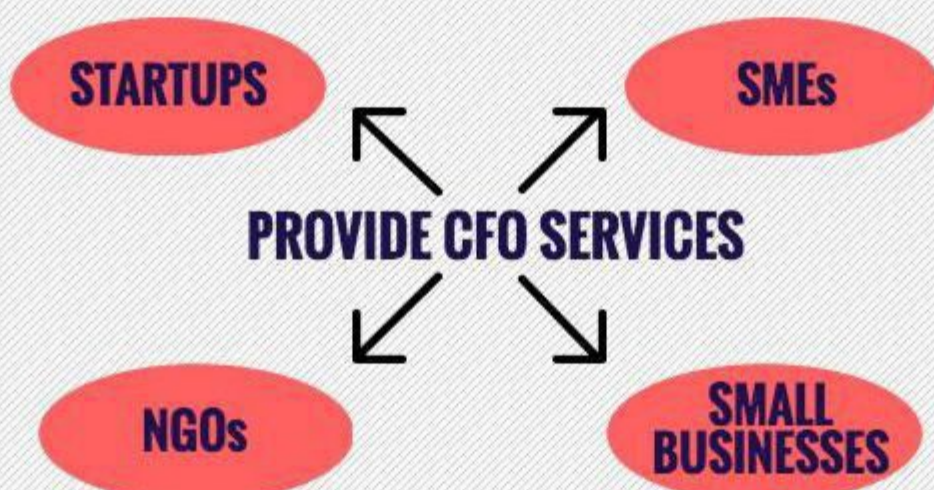 STARTUPS
SMEs
PROVIDE CFO SERVICES
NGOs
SMALL
BUSINESSES